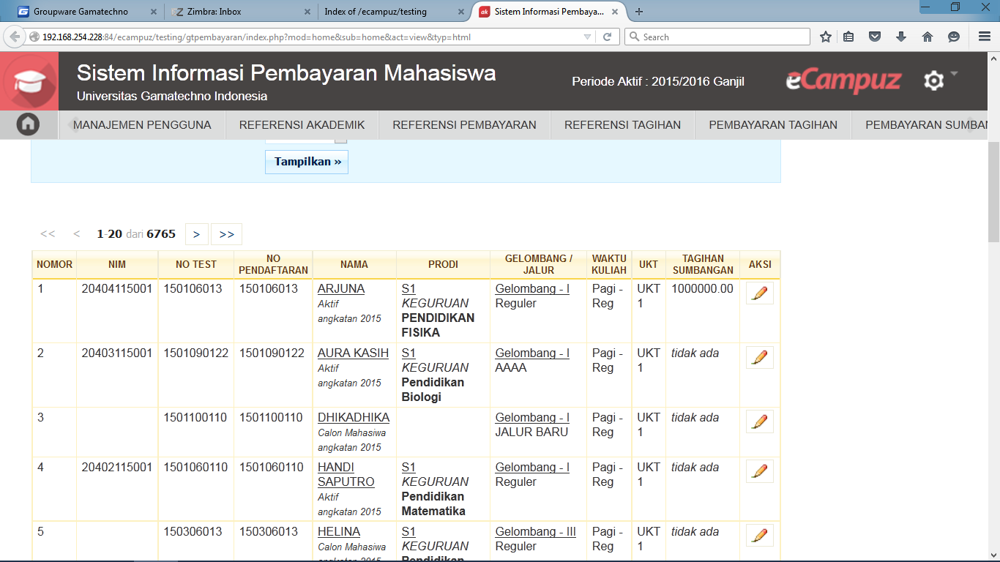 Groupware Gamatechno
Zimbra: Inbox
Index of /ecampuz/testing
Sistem Informasi Pembaya...
192.168.254.228:84/ecampuz/testing/gtpembayaran/index.php?mod=home&sub=home&act=view&typ=html
Search
Sistem Informasi Pembayaran Mahasiswa
Universitas Gamatechno Indonesia
Periode Aktif : 2015/2016 Ganjil
eCampuz
MANAJEMEN PENGGUNA
REFERENSI AKADEMIK
REFERENSI PEMBAYARAN
REFERENSI TAGIHAN
PEMBAYARAN TAGIHAN
PEMBAYARAN SUMBAN
Tampilkan »
<< < 1-20 dari 6765 > >>
NOMOR
NIM
NO TEST
NO
PENDAFTARAN
NAMA
PRODI
GELOMBANG /
JALUR
WAKTU
KULIAH
UKT
TAGIHAN
SUMBANGAN
AKSI
1
20404115001
150106013
150106013
ARJUNA
Aktif
angkatan 2015
S1
KEGURUAN
PENDIDIKAN
FISIKA
Gelombang - I
Reguler
Pagi -
Reg
UKT
1
1000000.00
2
20403115001
1501090122
1501090122
AURA KASIH
Aktif
angkatan 2015
S1
KEGURUAN
Pendidikan
Biologi
Gelombang - I
AAAA
Pagi -
Reg
UKT
1
tidak ada
3
1501100110
1501100110
DHIKADHIKA
Calon Mahasiwa
angkatan 2015
Gelombang - I
JALUR BARU
Pagi -
Reg
UKT
1
tidak ada
4
20402115001
1501060110
1501060110
HANDI
SAPUTRO
Aktif
angkatan 2015
S1
KEGURUAN
Pendidikan
Matematika
Gelombang - I
Reguler
Pagi -
Reg
UKT
1
tidak ada
5
150306013
150306013
HELINA
Calon Mahasiwa
angkatan 2015
S1
KEGURUAN
Pendidikan
Gelombang - III
Reguler
Pagi -
Reg
UKT
1
tidak ada